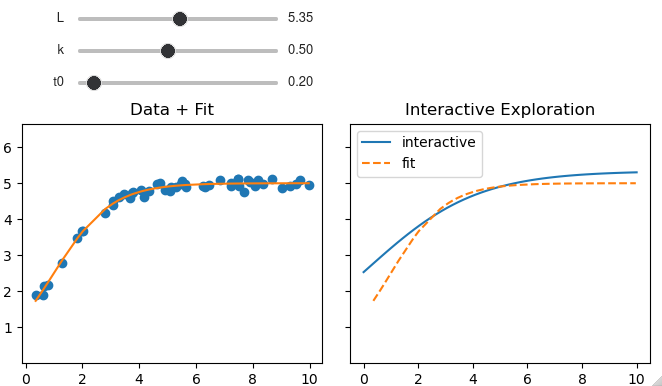 L 5.35
k 0.50
t0 0.20
Data + Fit
Interactive Exploration
6
5
4
3
2
1
0 2 4 6 8 10
interactive
fit
0 2 4 6 8 10